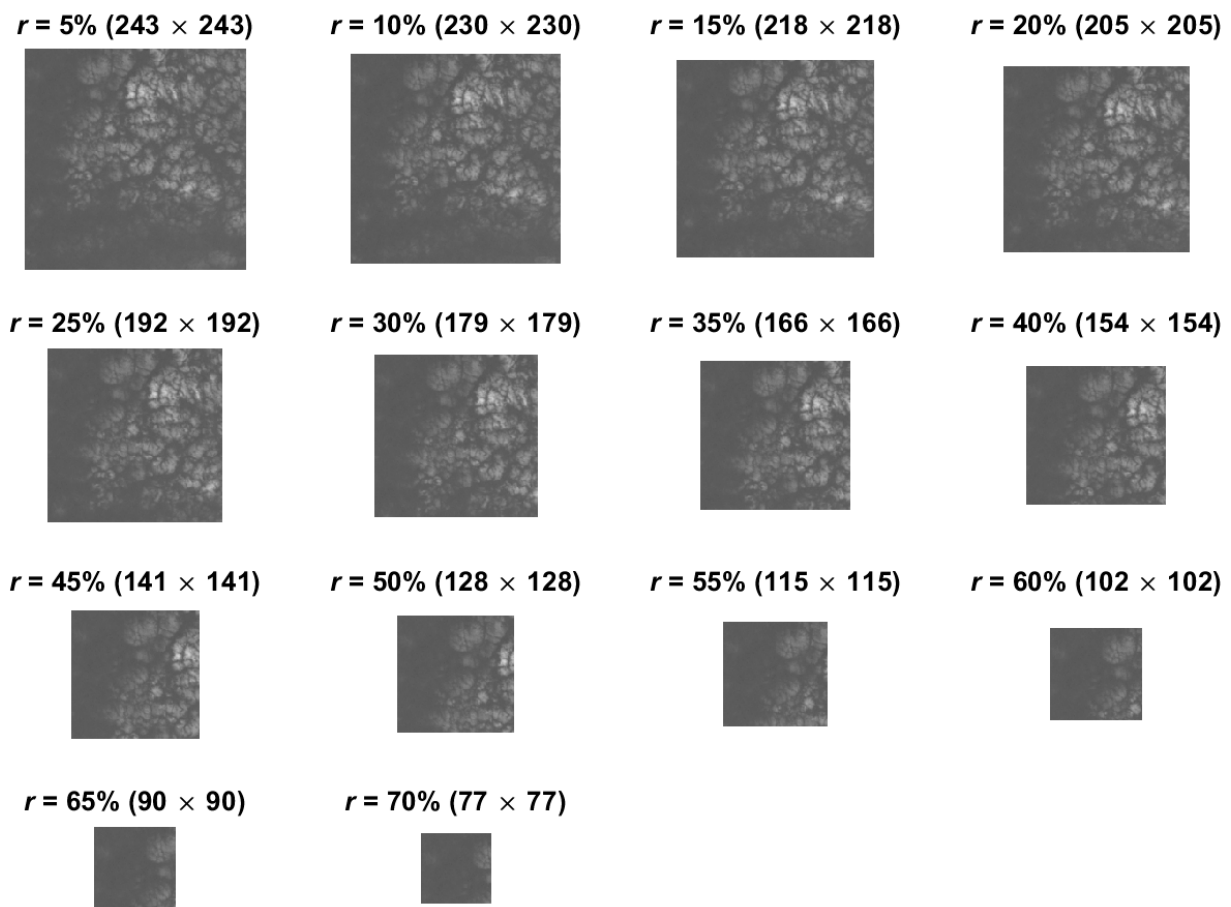 r = 5% (243 × 243) r = 10% (230 × 230) r = 15% (218 × 218) r = 20% (205 × 205)
r = 25% (192 × 192) r = 30% (179 × 179) r = 35% (166 × 166) r = 40% (154 × 154)
r = 45% (141 × 141) r = 50% (128 × 128) r = 55% (115 × 115) r = 60% (102 × 102)
r = 65% (90 × 90) r = 70% (77 × 77)